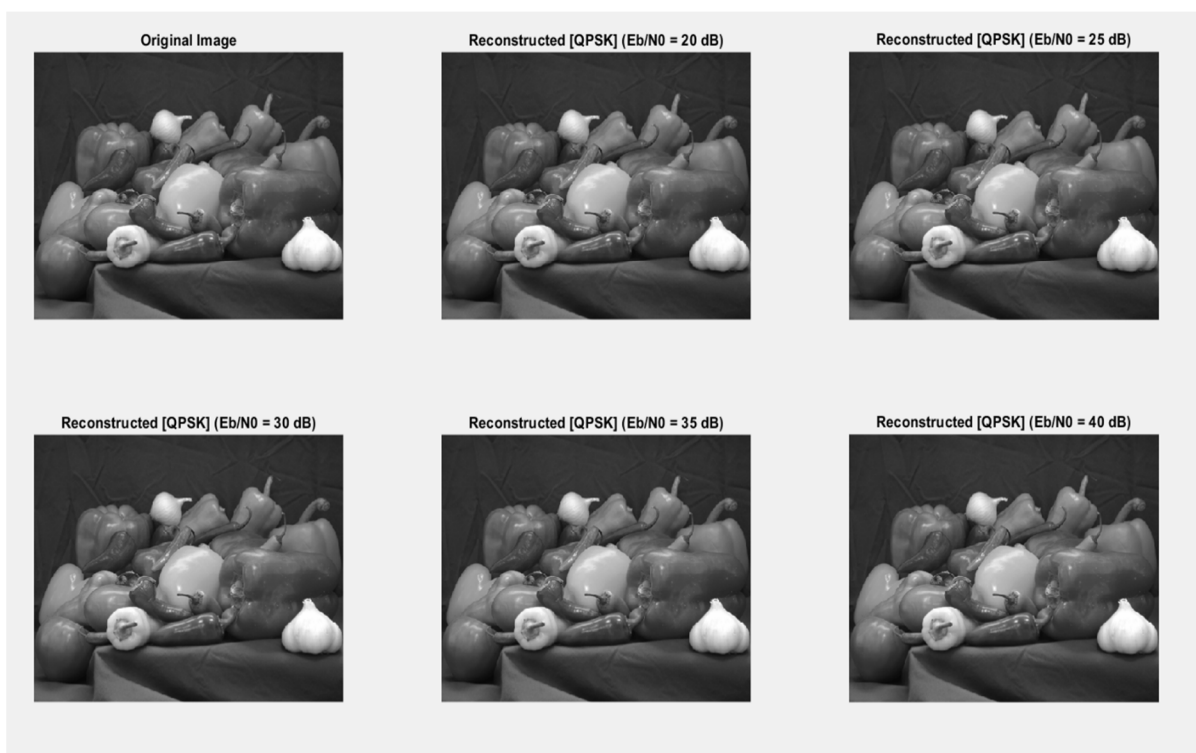 Original Image
Reconstructed [QPSK] (Eb/N0 = 20 dB)
Reconstructed [QPSK] (Eb/N0 = 25 dB)
Reconstructed [QPSK] (Eb/N0 = 30 dB)
Reconstructed [QPSK] (Eb/N0 = 35 dB)
Reconstructed [QPSK] (Eb/N0 = 40 dB)